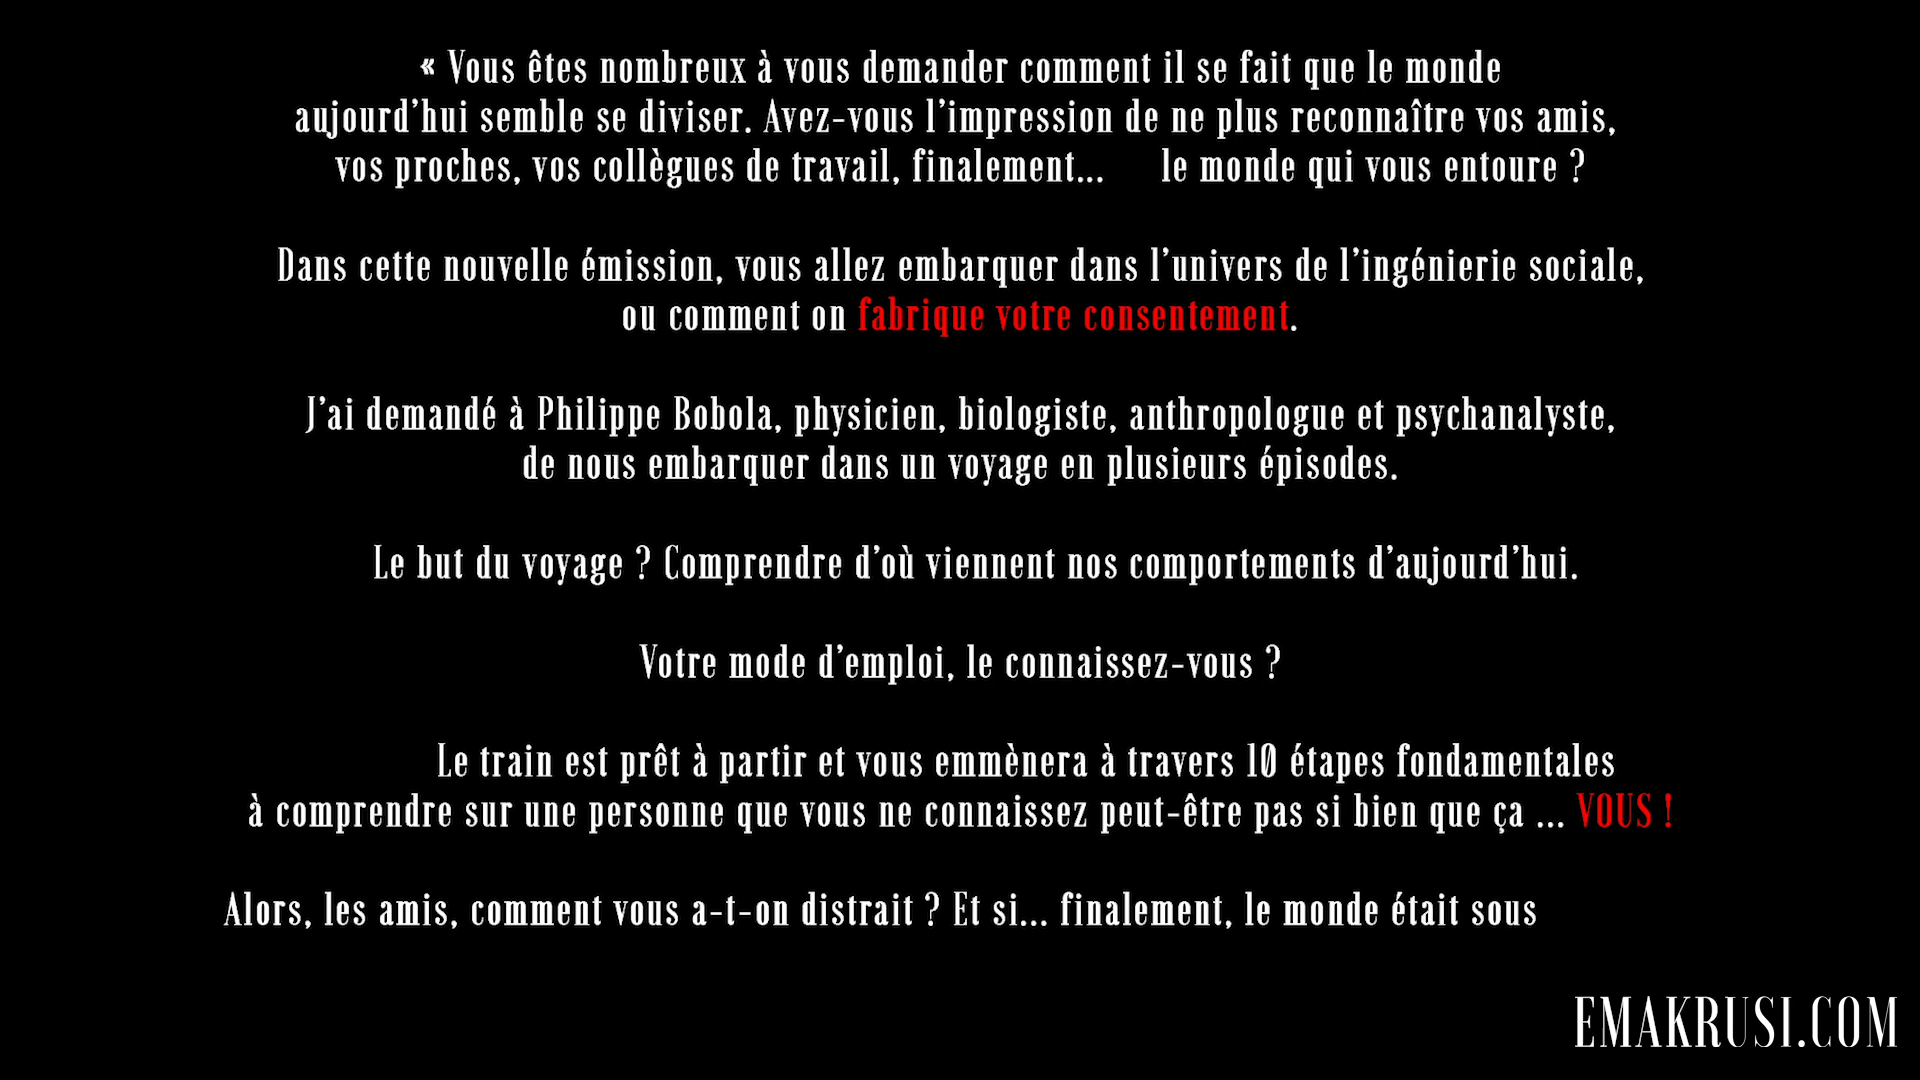 « Vous êtes nombreux à vous demander comment il se fait que le monde
aujourd'hui semble se diviser. Avez-vous l'impression de ne plus reconnaître vos amis,
vos proches, vos collègues de travail, finalement... le monde qui vous entoure ?
Dans cette nouvelle émission, vous allez embarquer dans l'univers de l'ingénierie sociale,
ou comment on fabrique votre consentement.
J'ai demandé à Philippe Bobola, physicien, biologiste, anthropologue et psychanalyste,
de nous embarquer dans un voyage en plusieurs épisodes.
Le but du voyage ? Comprendre d'où viennent nos comportements d'aujourd'hui.
Votre mode d'emploi, le connaissez-vous ?
Le train est prêt à partir et vous emmènera à travers 10 étapes fondamentales
à comprendre sur une personne que vous ne connaissez peut-être pas si bien que ça ... VOUS !
Alors, les amis, comment vous a-t-on distrait ? Et si... finalement, le monde était sous
EMAKRUSI.COM